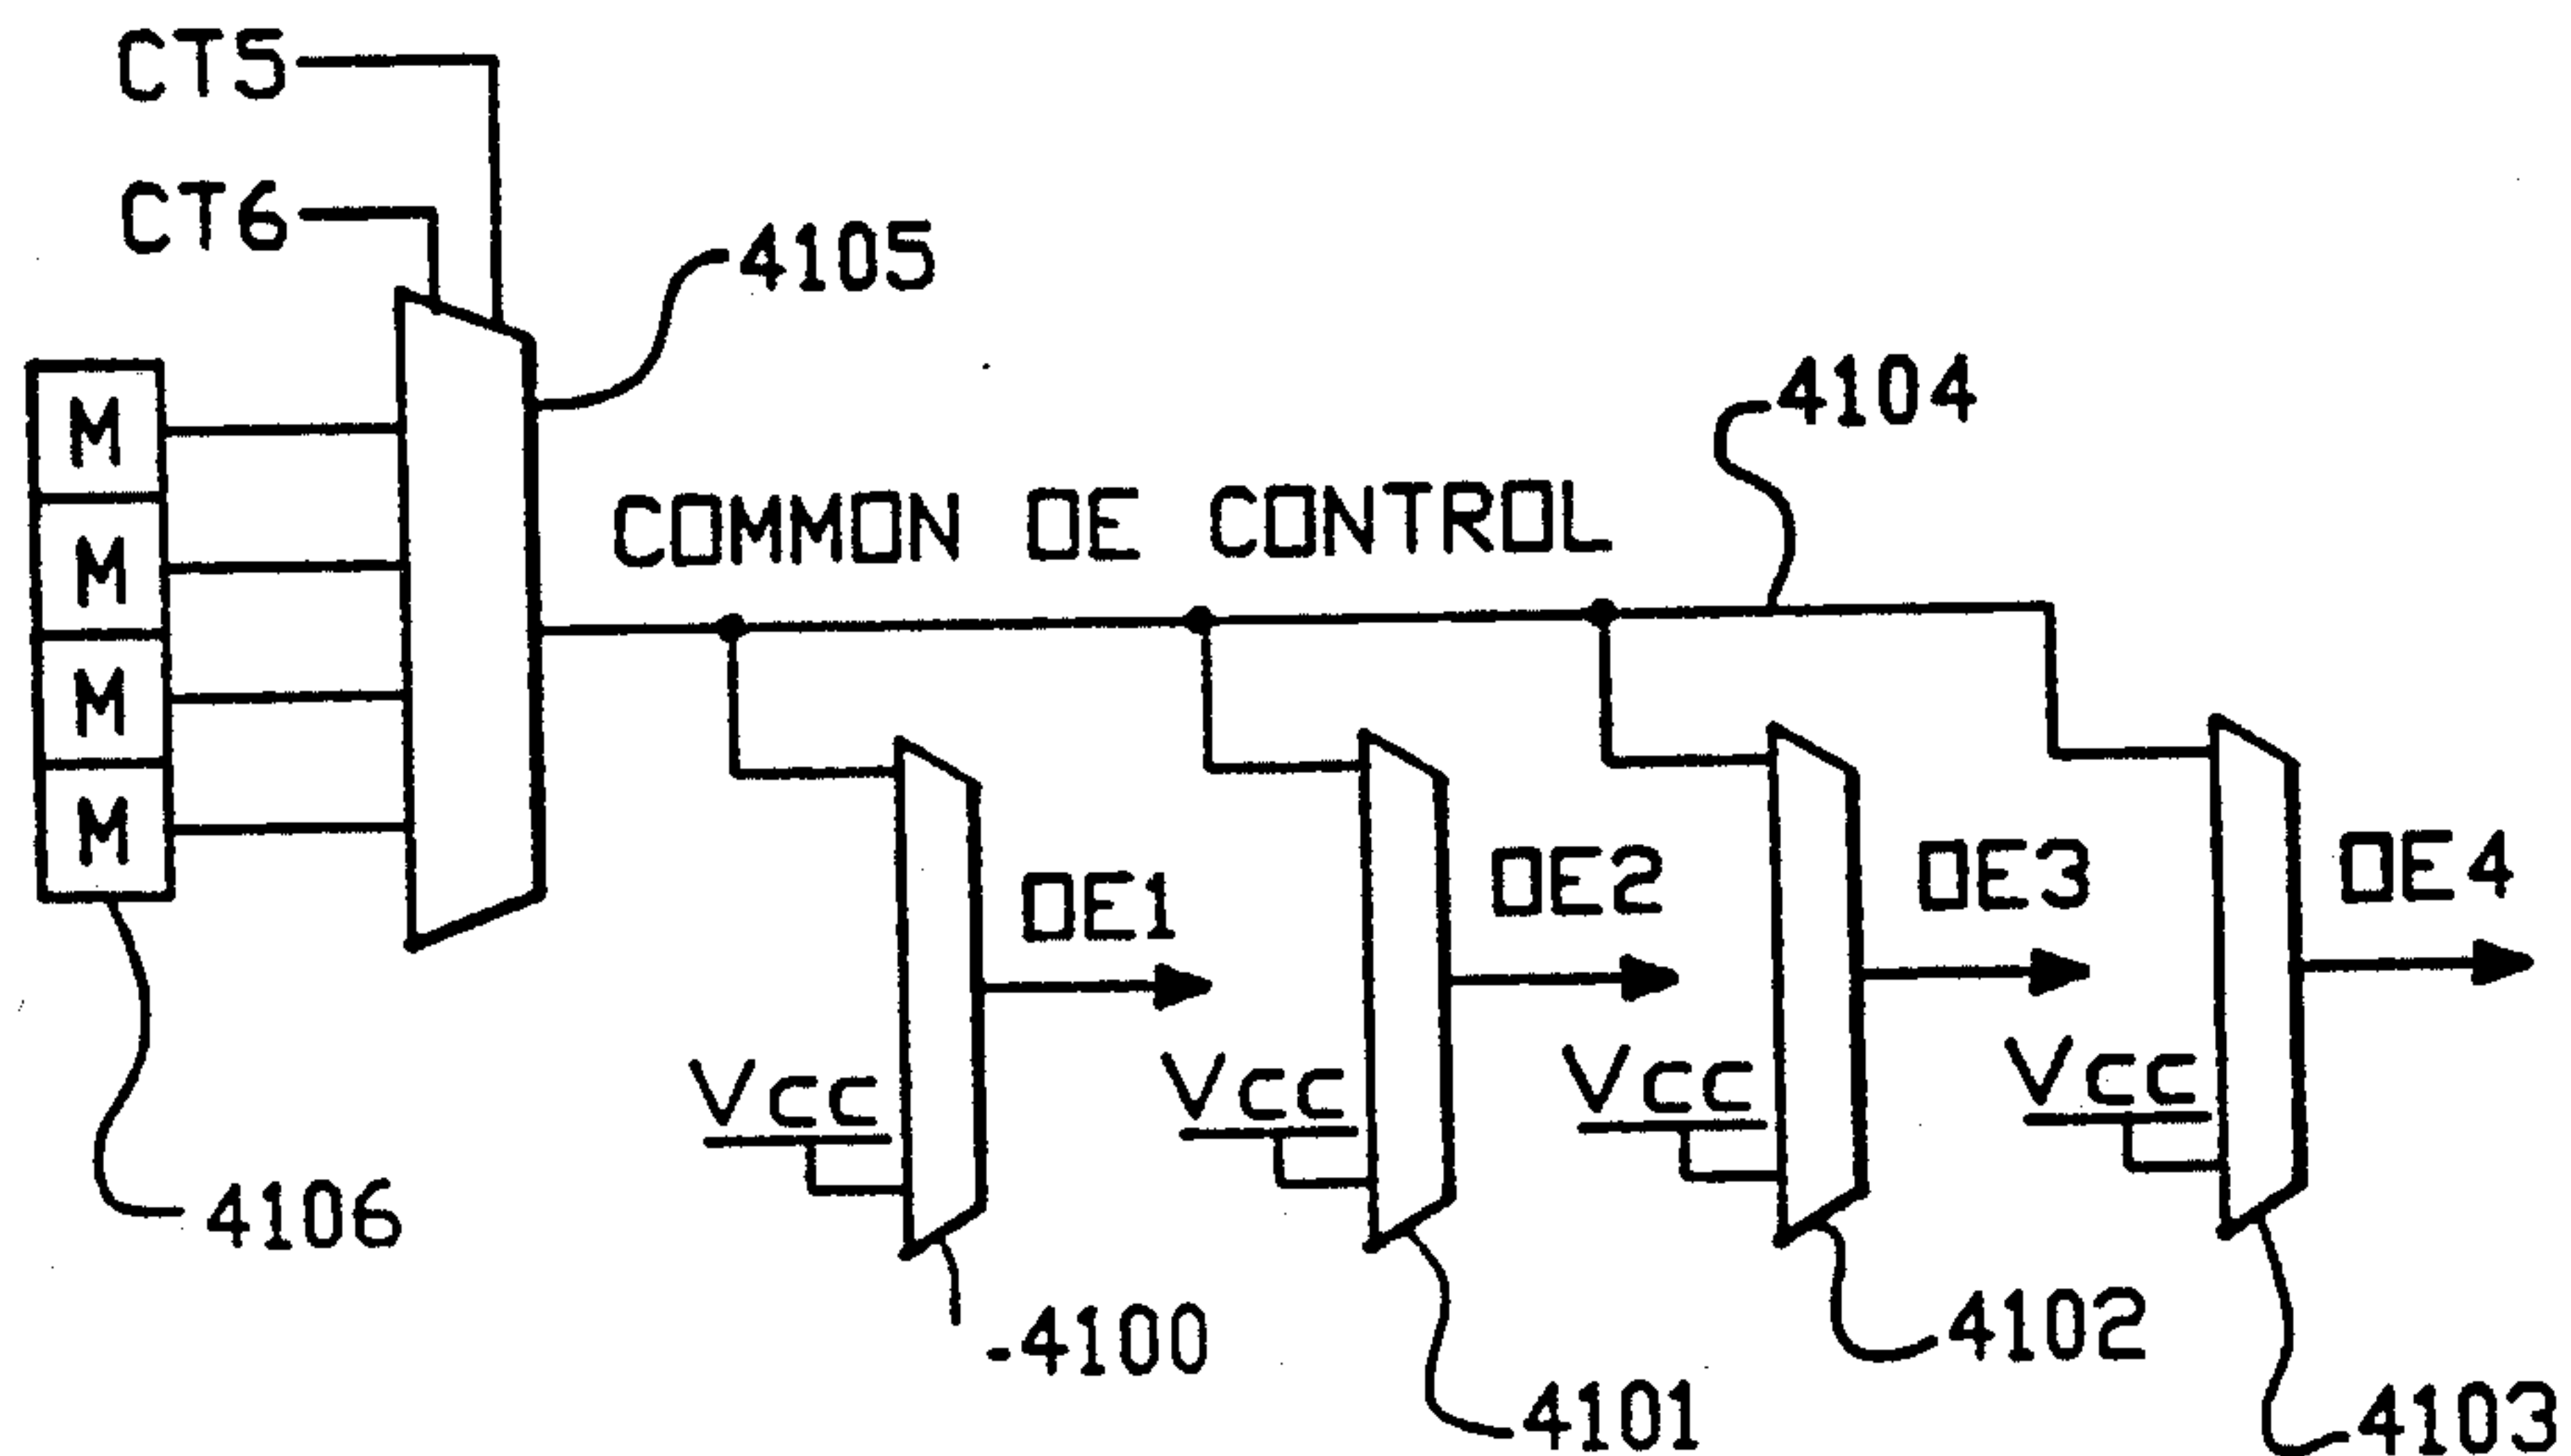 CT5
CT6
4105
4104
M
M
M
M
COMMON OE CONTROL
OE1
OE2
OE3
OE4
Vcc
Vcc
Vcc
Vcc
4106
4100
4101
4102
4103